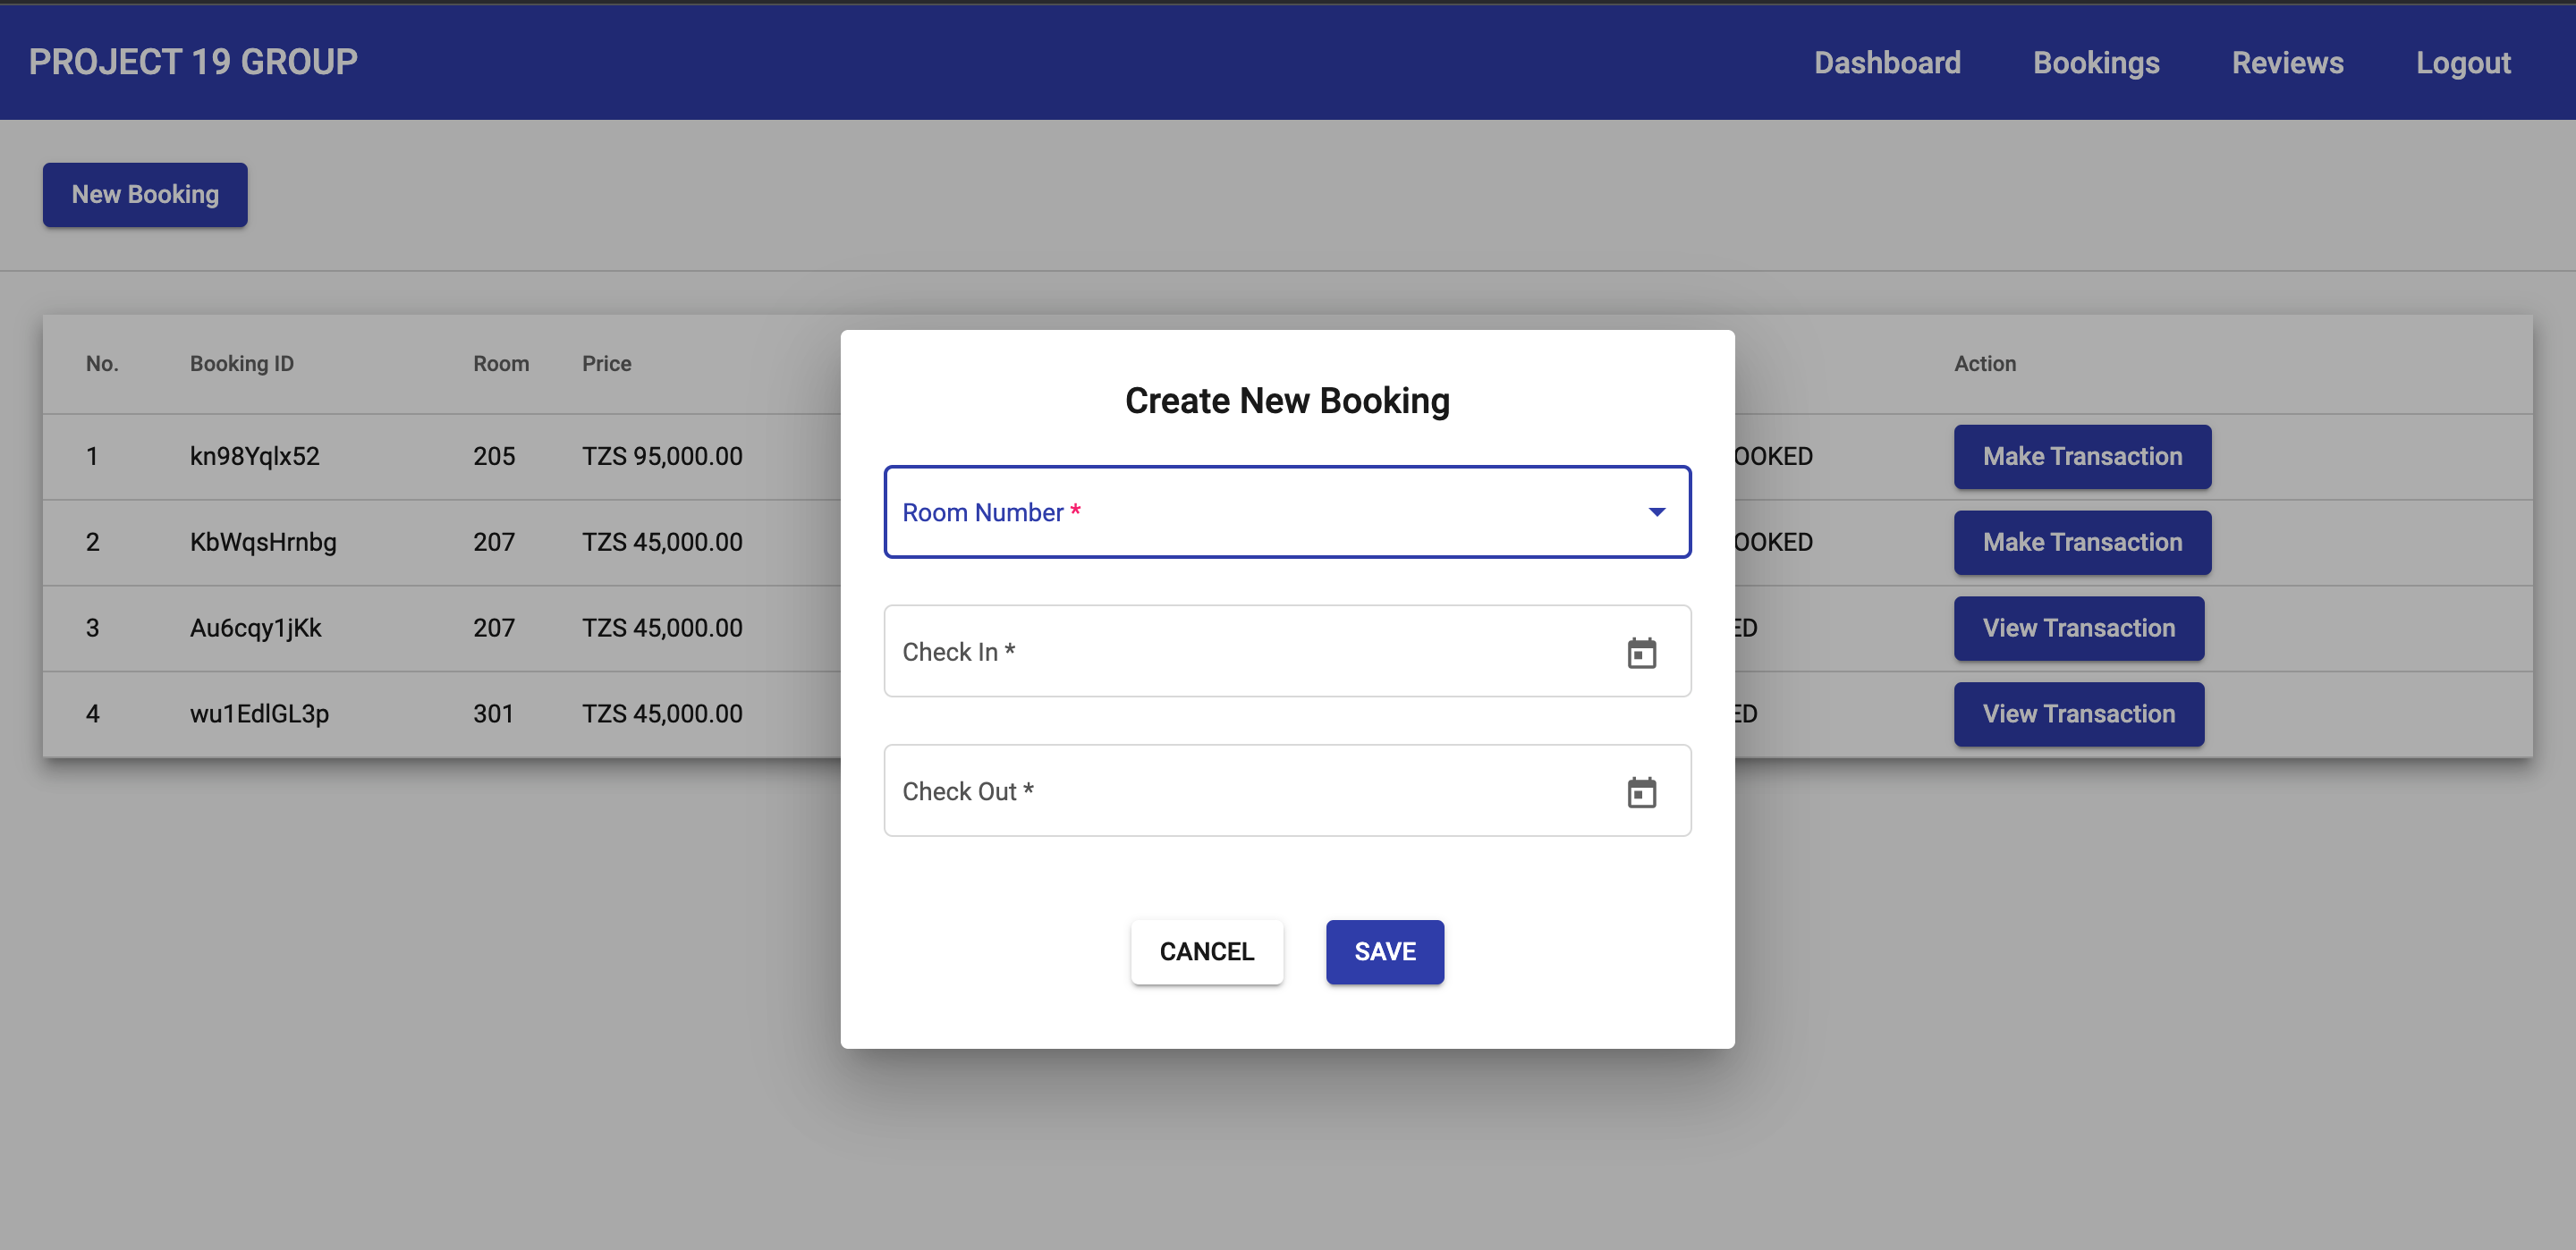 PROJECT 19 GROUP Dashboard Bookings Reviews Logout
New Booking
No. Booking ID Room Price Action
1 kn98Yqlx52 205 TZS 95,000.00 OOKED Make Transaction
2 KbWqsHrnbg 207 TZS 45,000.00 OOKED Make Transaction
3 Au6cqy1jKk 207 TZS 45,000.00 ED View Transaction
4 wu1EdlGL3p 301 TZS 45,000.00 ED View Transaction
Create New Booking
Room Number *
Check In *
Check Out *
CANCEL SAVE